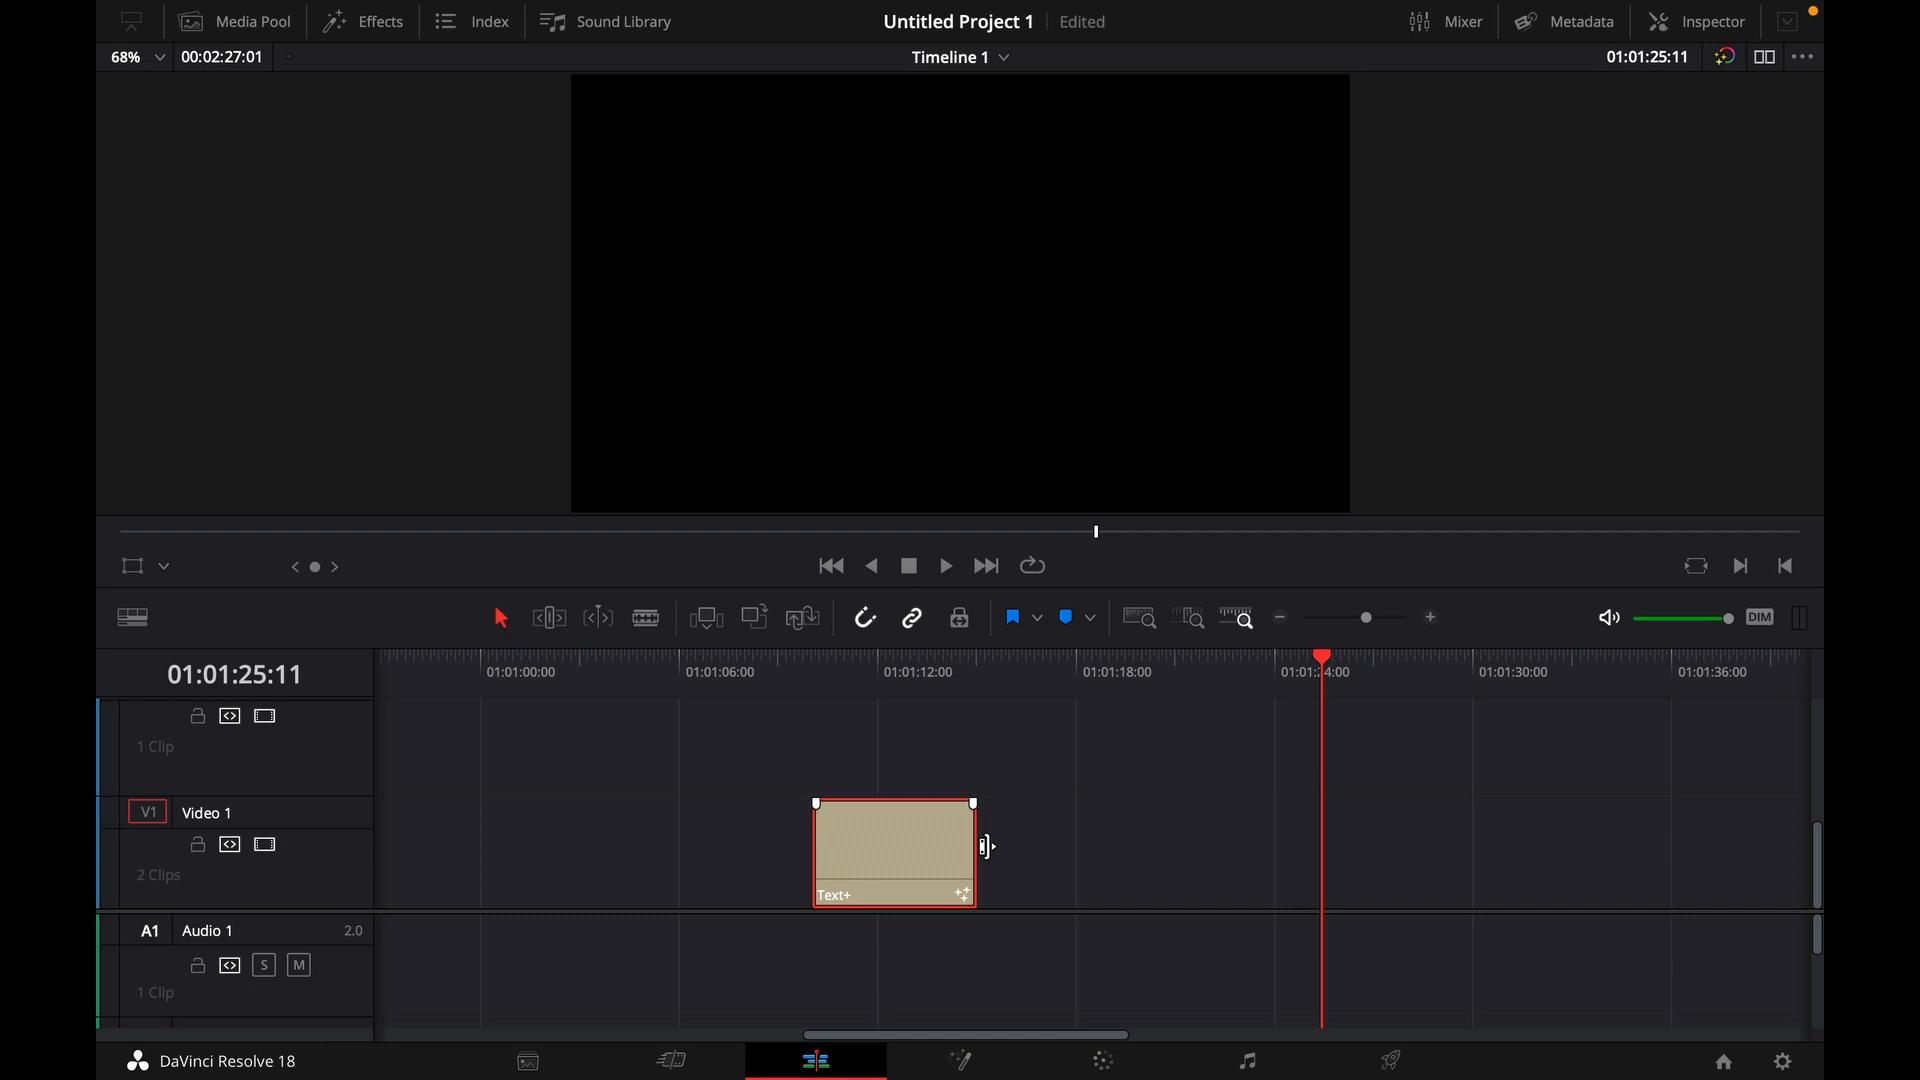 Media Pool Effects Index Sound Library Untitled Project 1 Edited Mixer Metadata Inspector
68% 00:02:27:01 Timeline 1 01:01:25:11
DIM
01:01:25:11 01:01:00:00 01:01:06:00 01:01:12:00 01:01:18:00 01:01:24:00 01:01:30:00 01:01:36:00
1 Clip
V1 Video 1
2 Clips
Text+
A1 Audio 1 2.0
S M
1 Clip
DaVinci Resolve 18